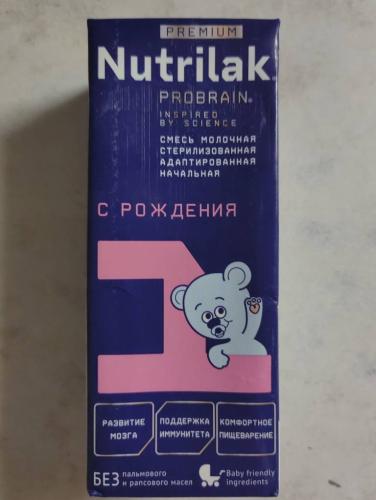 PREMIUM
Nutrilak
PROBRAIN®
INSPIRED
BY SCIENCE
СМЕСЬ МОЛОЧНАЯ
СТЕРИЛИЗОВАННАЯ
АДАПТИРОВАННАЯ
НАЧАЛЬНАЯ
С РОЖДЕНИЯ
1
РАЗВИТИЕ
МОЗГА
ПОДДЕРЖКА
ИММУНИТЕТА
КОМФОРТНОЕ
ПИЩЕВАРЕНИЕ
БЕЗ пальмового
и рапсового масел
Baby friendly
ingredients